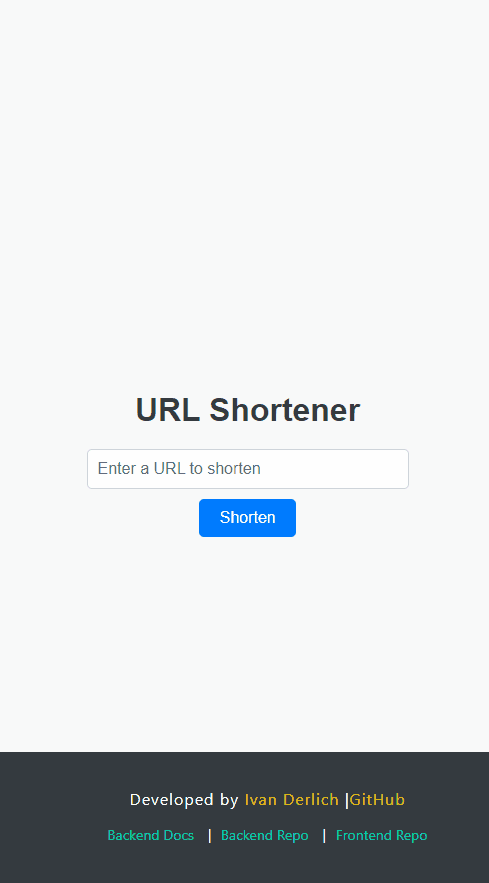 URL Shortener
Enter a URL to shorten
Shorten
Developed by Ivan Derlich |GitHub
Backend Docs | Backend Repo | Frontend Repo